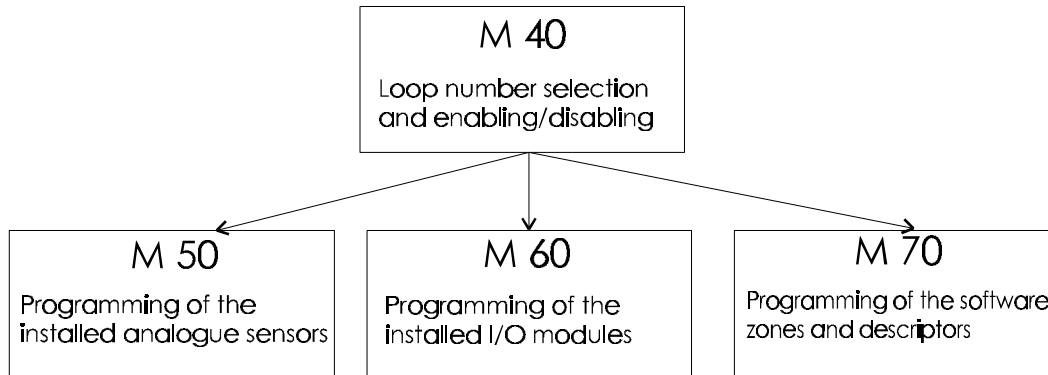 M 40
Loop number selection
and enabling/disabling
M 50
Programming of the
installed analogue sensors
M 60
Programming of the
installed I/O modules
M 70
Programming of the software
zones and descriptors